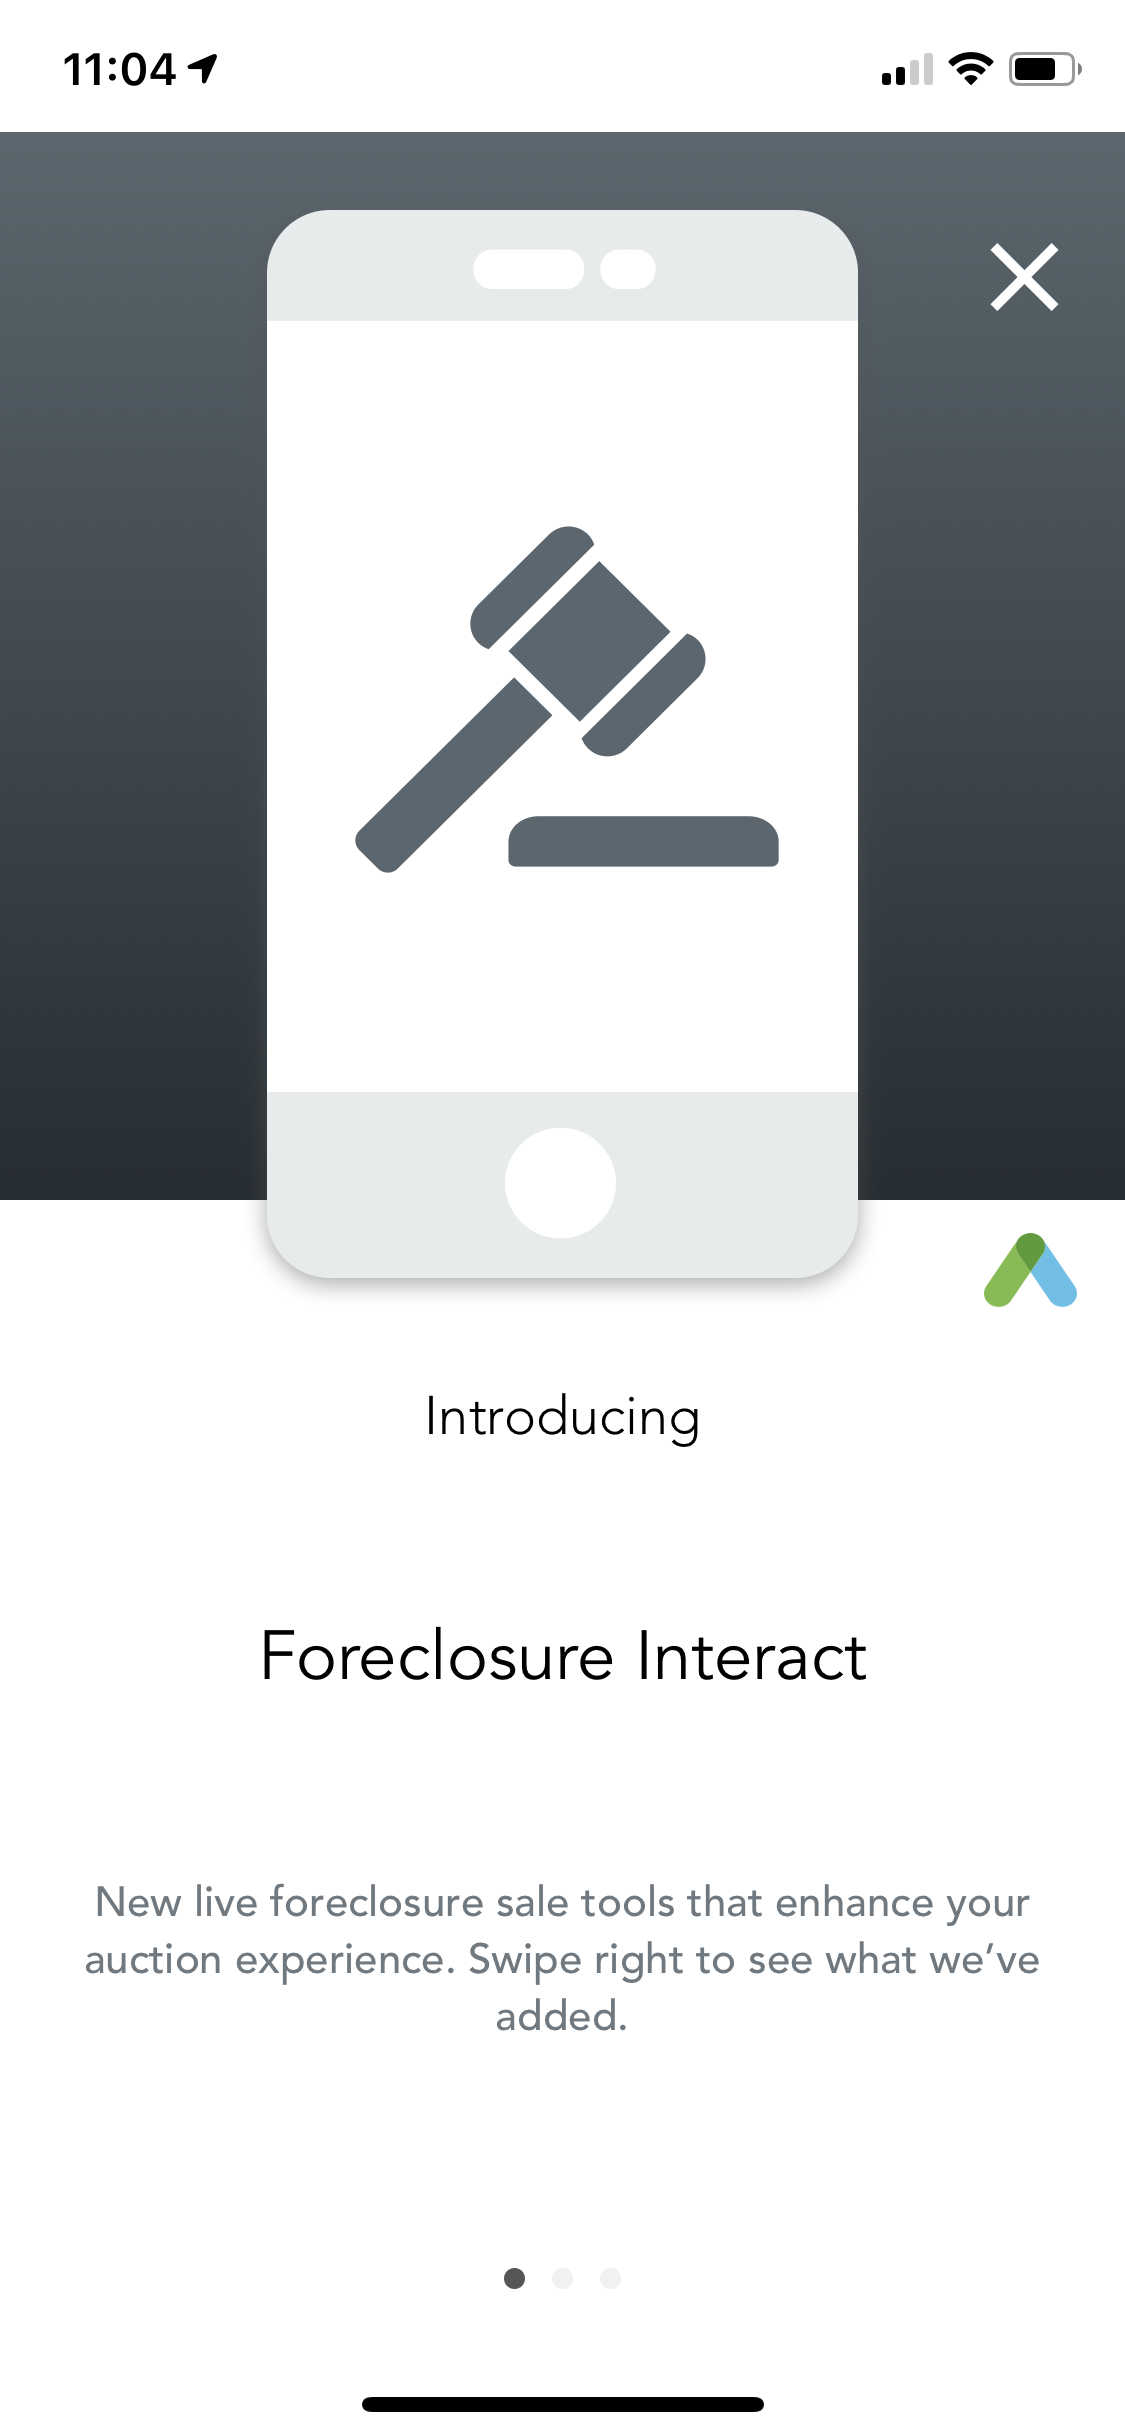 11:04
Introducing
Foreclosure Interact
New live foreclosure sale tools that enhance your
auction experience. Swipe right to see what we’ve
added.